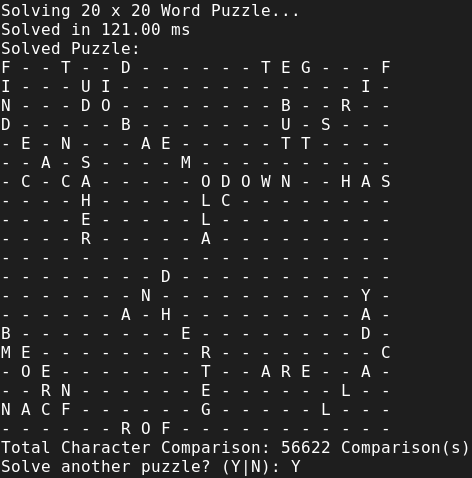 Solving 20 x 20 Word Puzzle...
Solved in 121.00 ms
Solved Puzzle:
F - - T - - D - - - - - - T E G - - - F
I - - - U I - - - - - - - - - - - - I -
N - - - D O - - - - - - - - B - - R - -
D - - - - - B - - - - - - - U - S - - -
- E - N - - - A E - - - - - T T - - - -
- - A - S - - - - M - - - - - - - - - -
- C - C A - - - - - O D O W N - - H A S
- - - - H - - - - - L C - - - - - - - -
- - - - E - - - - - L - - - - - - - - -
- - - - R - - - - - A - - - - - - - - -
- - - - - - - - - - - - - - - - - - - -
- - - - - - - - D - - - - - - - - - - -
- - - - - - - N - - - - - - - - - - Y -
- - - - - - A - H - - - - - - - - - A -
B - - - - - - - - E - - - - - - - - D -
M E - - - - - - - - R - - - - - - - - C
- O E - - - - - - - T - - A R E - - A -
- - R N - - - - - - E - - - - - - L - -
N A C F - - - - - - G - - - - - L - - -
- - - - - - R O F - - - - - - - - - - -
Total Character Comparison: 56622 Comparison(s)
Solve another puzzle? (Y|N): Y